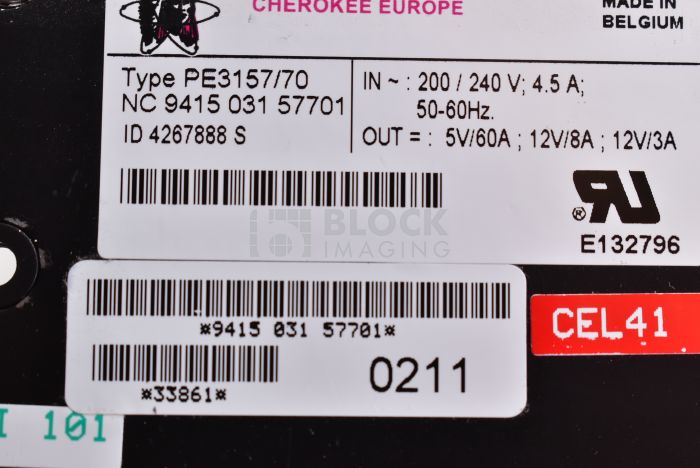 CHEROKEE EUROPE
MADE IN
BELGIUM
Type PE3157/70
NC 9415 031 57701
ID 4267888 S
IN ~ : 200 / 240 V; 4.5 A;
50-60Hz.
OUT = : 5V/60A ; 12V/8A ; 12V/3A
BLOCK
IMAGING
®
E132796
*9415 031 57701*
*33861*
0211
CEL41
I 101